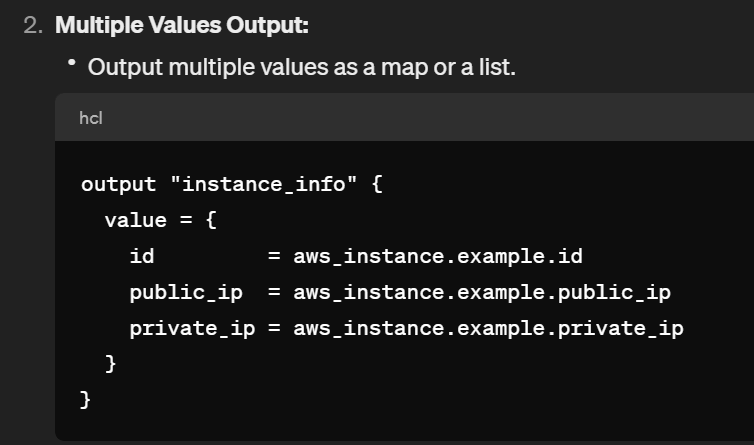 2. Multiple Values Output:
• Output multiple values as a map or a list.
hcl
output "instance_info" {
  value = {
    id         = aws_instance.example.id
    public_ip  = aws_instance.example.public_ip
    private_ip = aws_instance.example.private_ip
  }
}